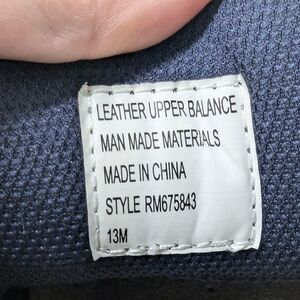 LEATHER UPPER BALANCE
MAN MADE MATERIALS
MADE IN CHINA
STYLE RM675843
13M